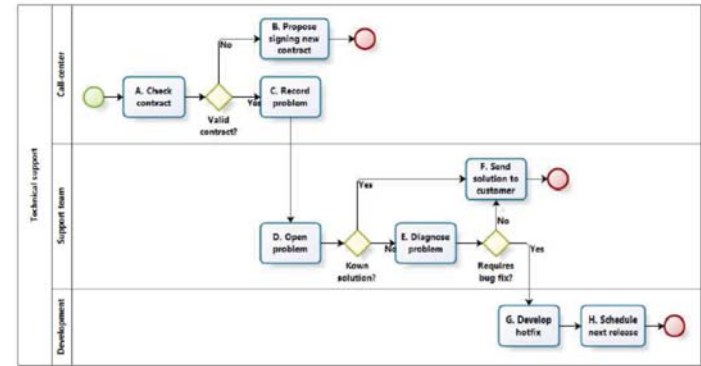 Technical support
Call-center
A. Check
contract
Valid
contract?
No
B. Propose
signing new
contract
Yes
C. Record
problem
Support team
D. Open
problem
Kown
solution?
Yes
No
E. Diagnose
problem
Requires
bug fix?
No
F. Send
solution to
customer
Yes
Development
G. Develop
hotfix
H. Schedule
next release